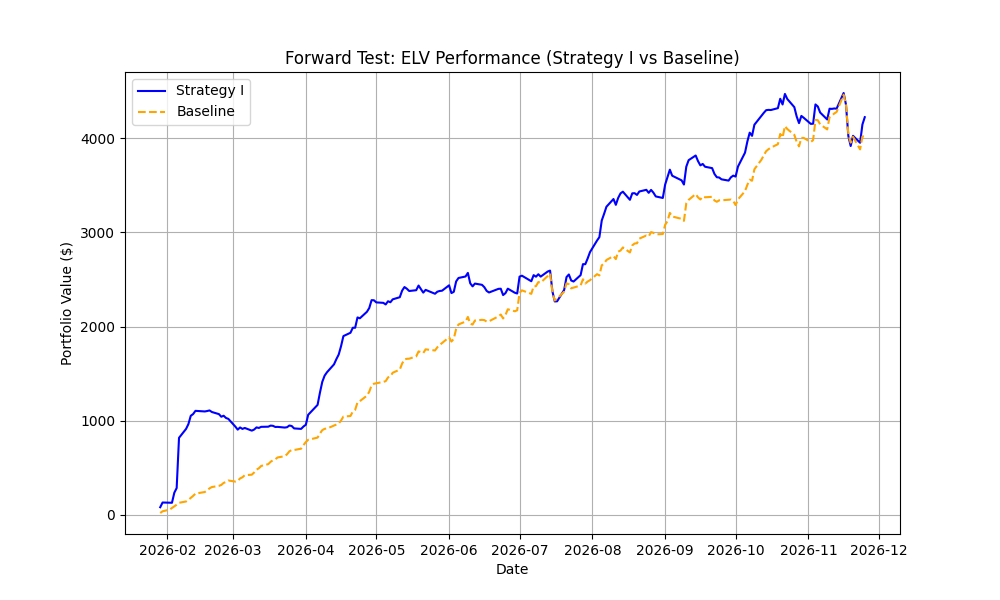 Forward Test: ELV Performance (Strategy I vs Baseline)
Strategy I
Baseline
Portfolio Value ($)
4000
3000
2000
1000
0
2026-02 2026-03 2026-04 2026-05 2026-06 2026-07 2026-08 2026-09 2026-10 2026-11 2026-12
Date